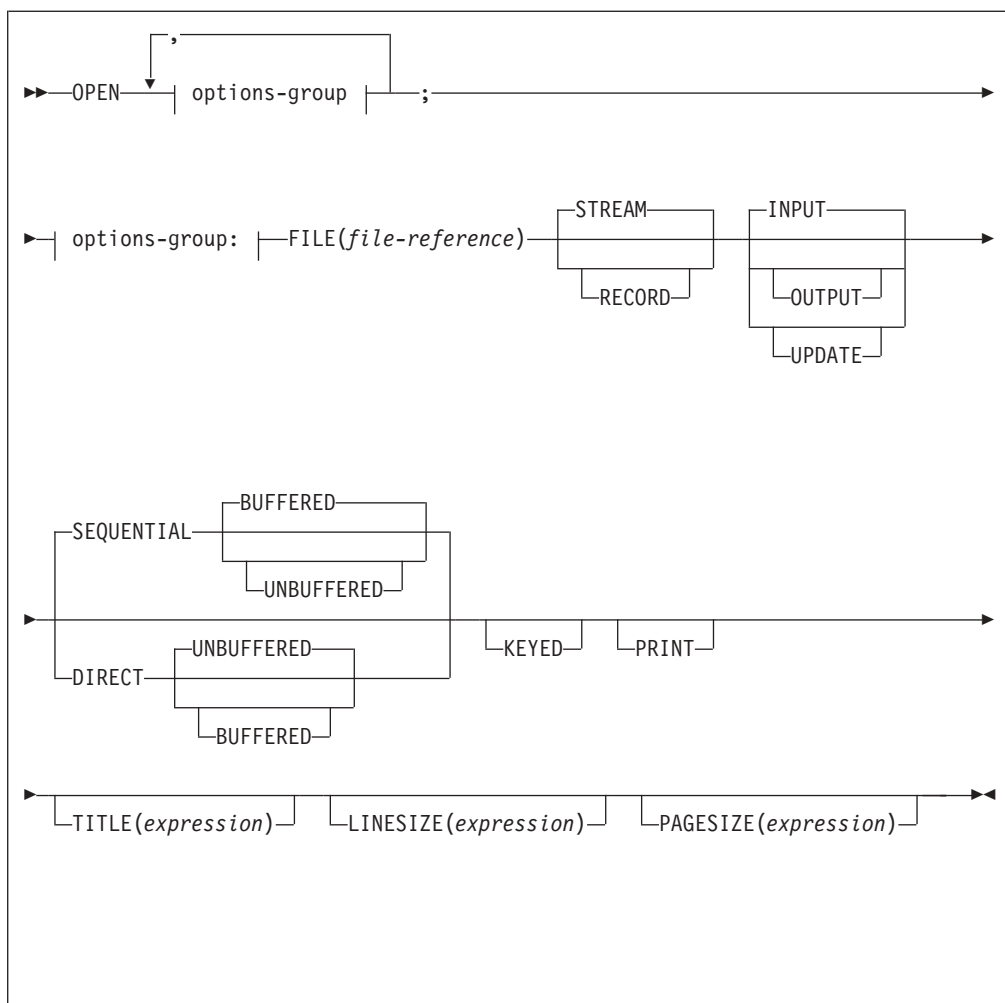 ,
OPEN options-group ;
options-group: FILE(file-reference) STREAM INPUT
RECORD OUTPUT
UPDATE
BUFFERED
SEQUENTIAL
UNBUFFERED
UNBUFFERED KEYED PRINT
DIRECT
BUFFERED
TITLE(expression) LINESIZE(expression) PAGESIZE(expression)